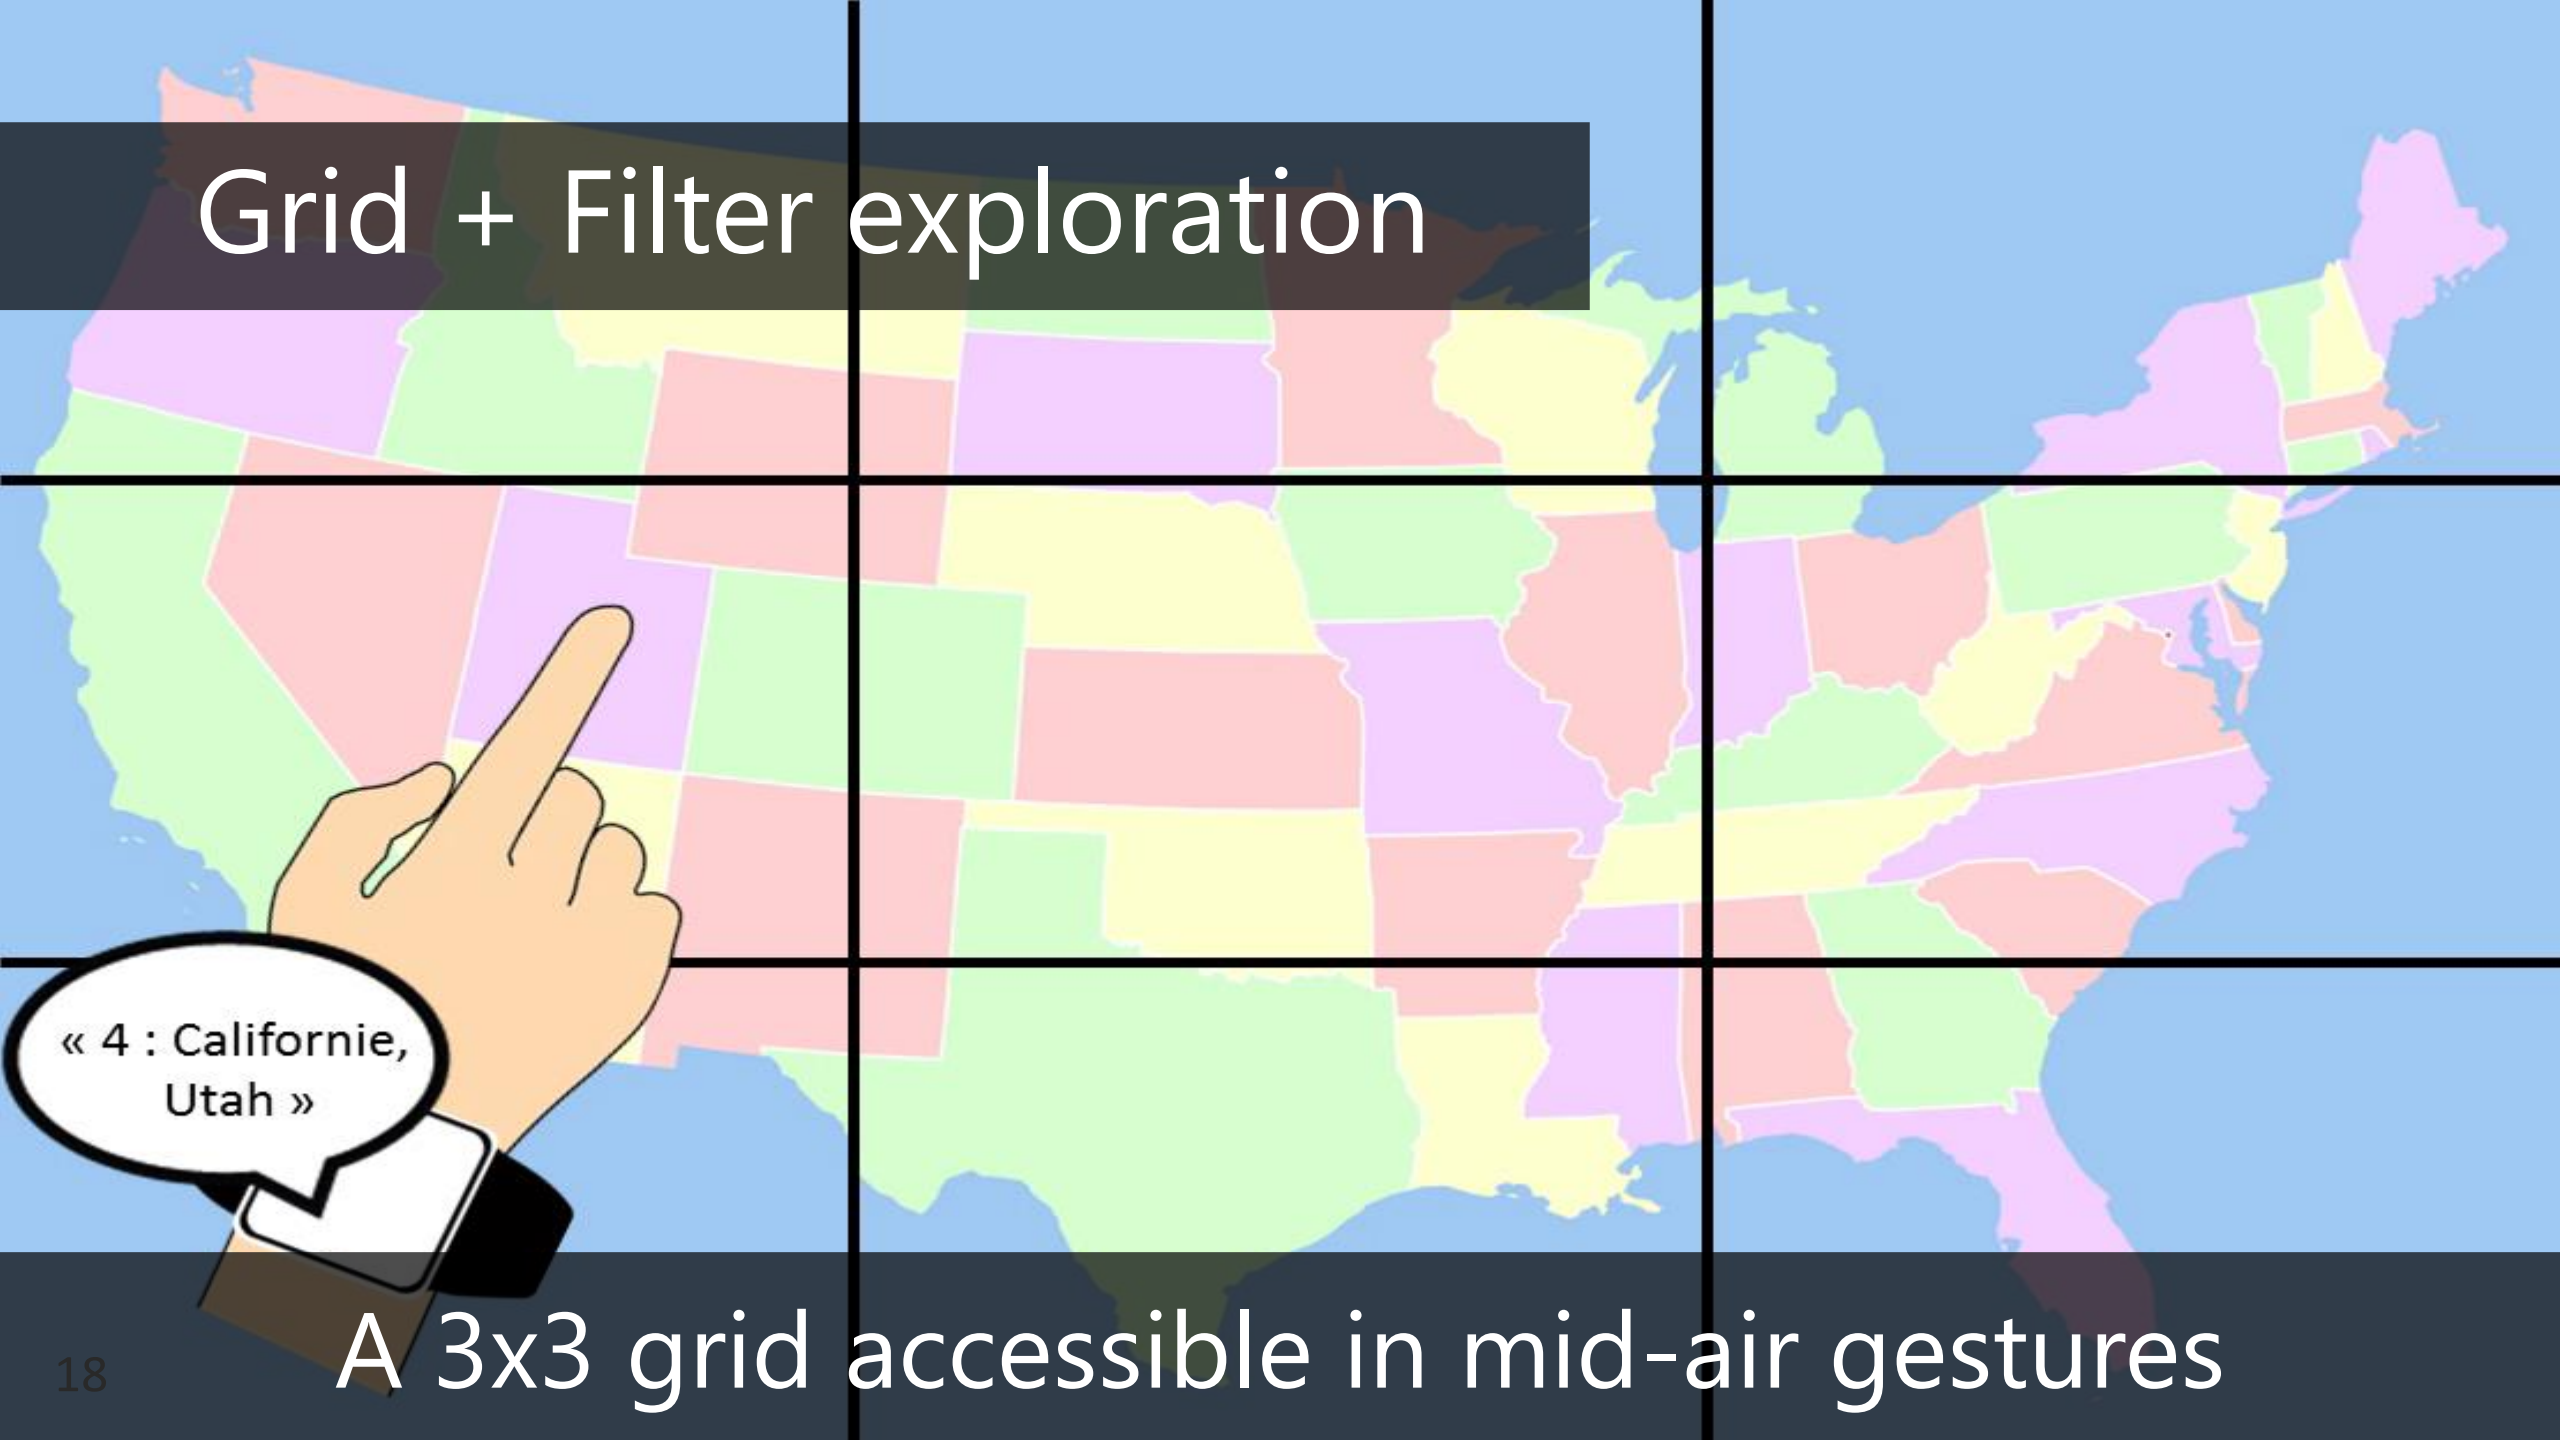 Grid + Filter exploration
« 4 : Californie,
Utah »
A 3x3 grid accessible in mid-air gestures
18